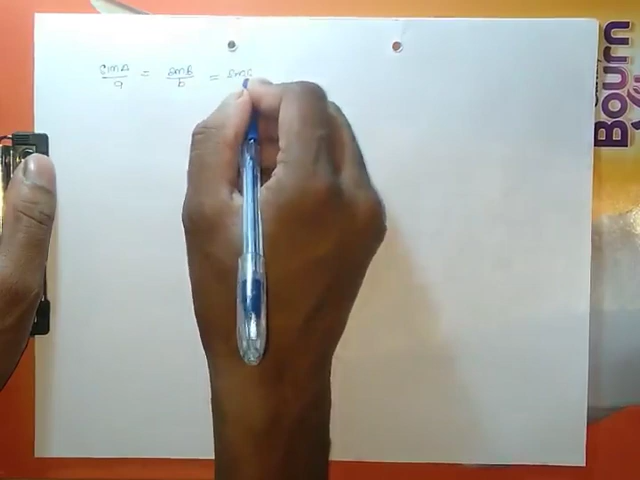 sinA/a = sinB/b = sinC
Bourn